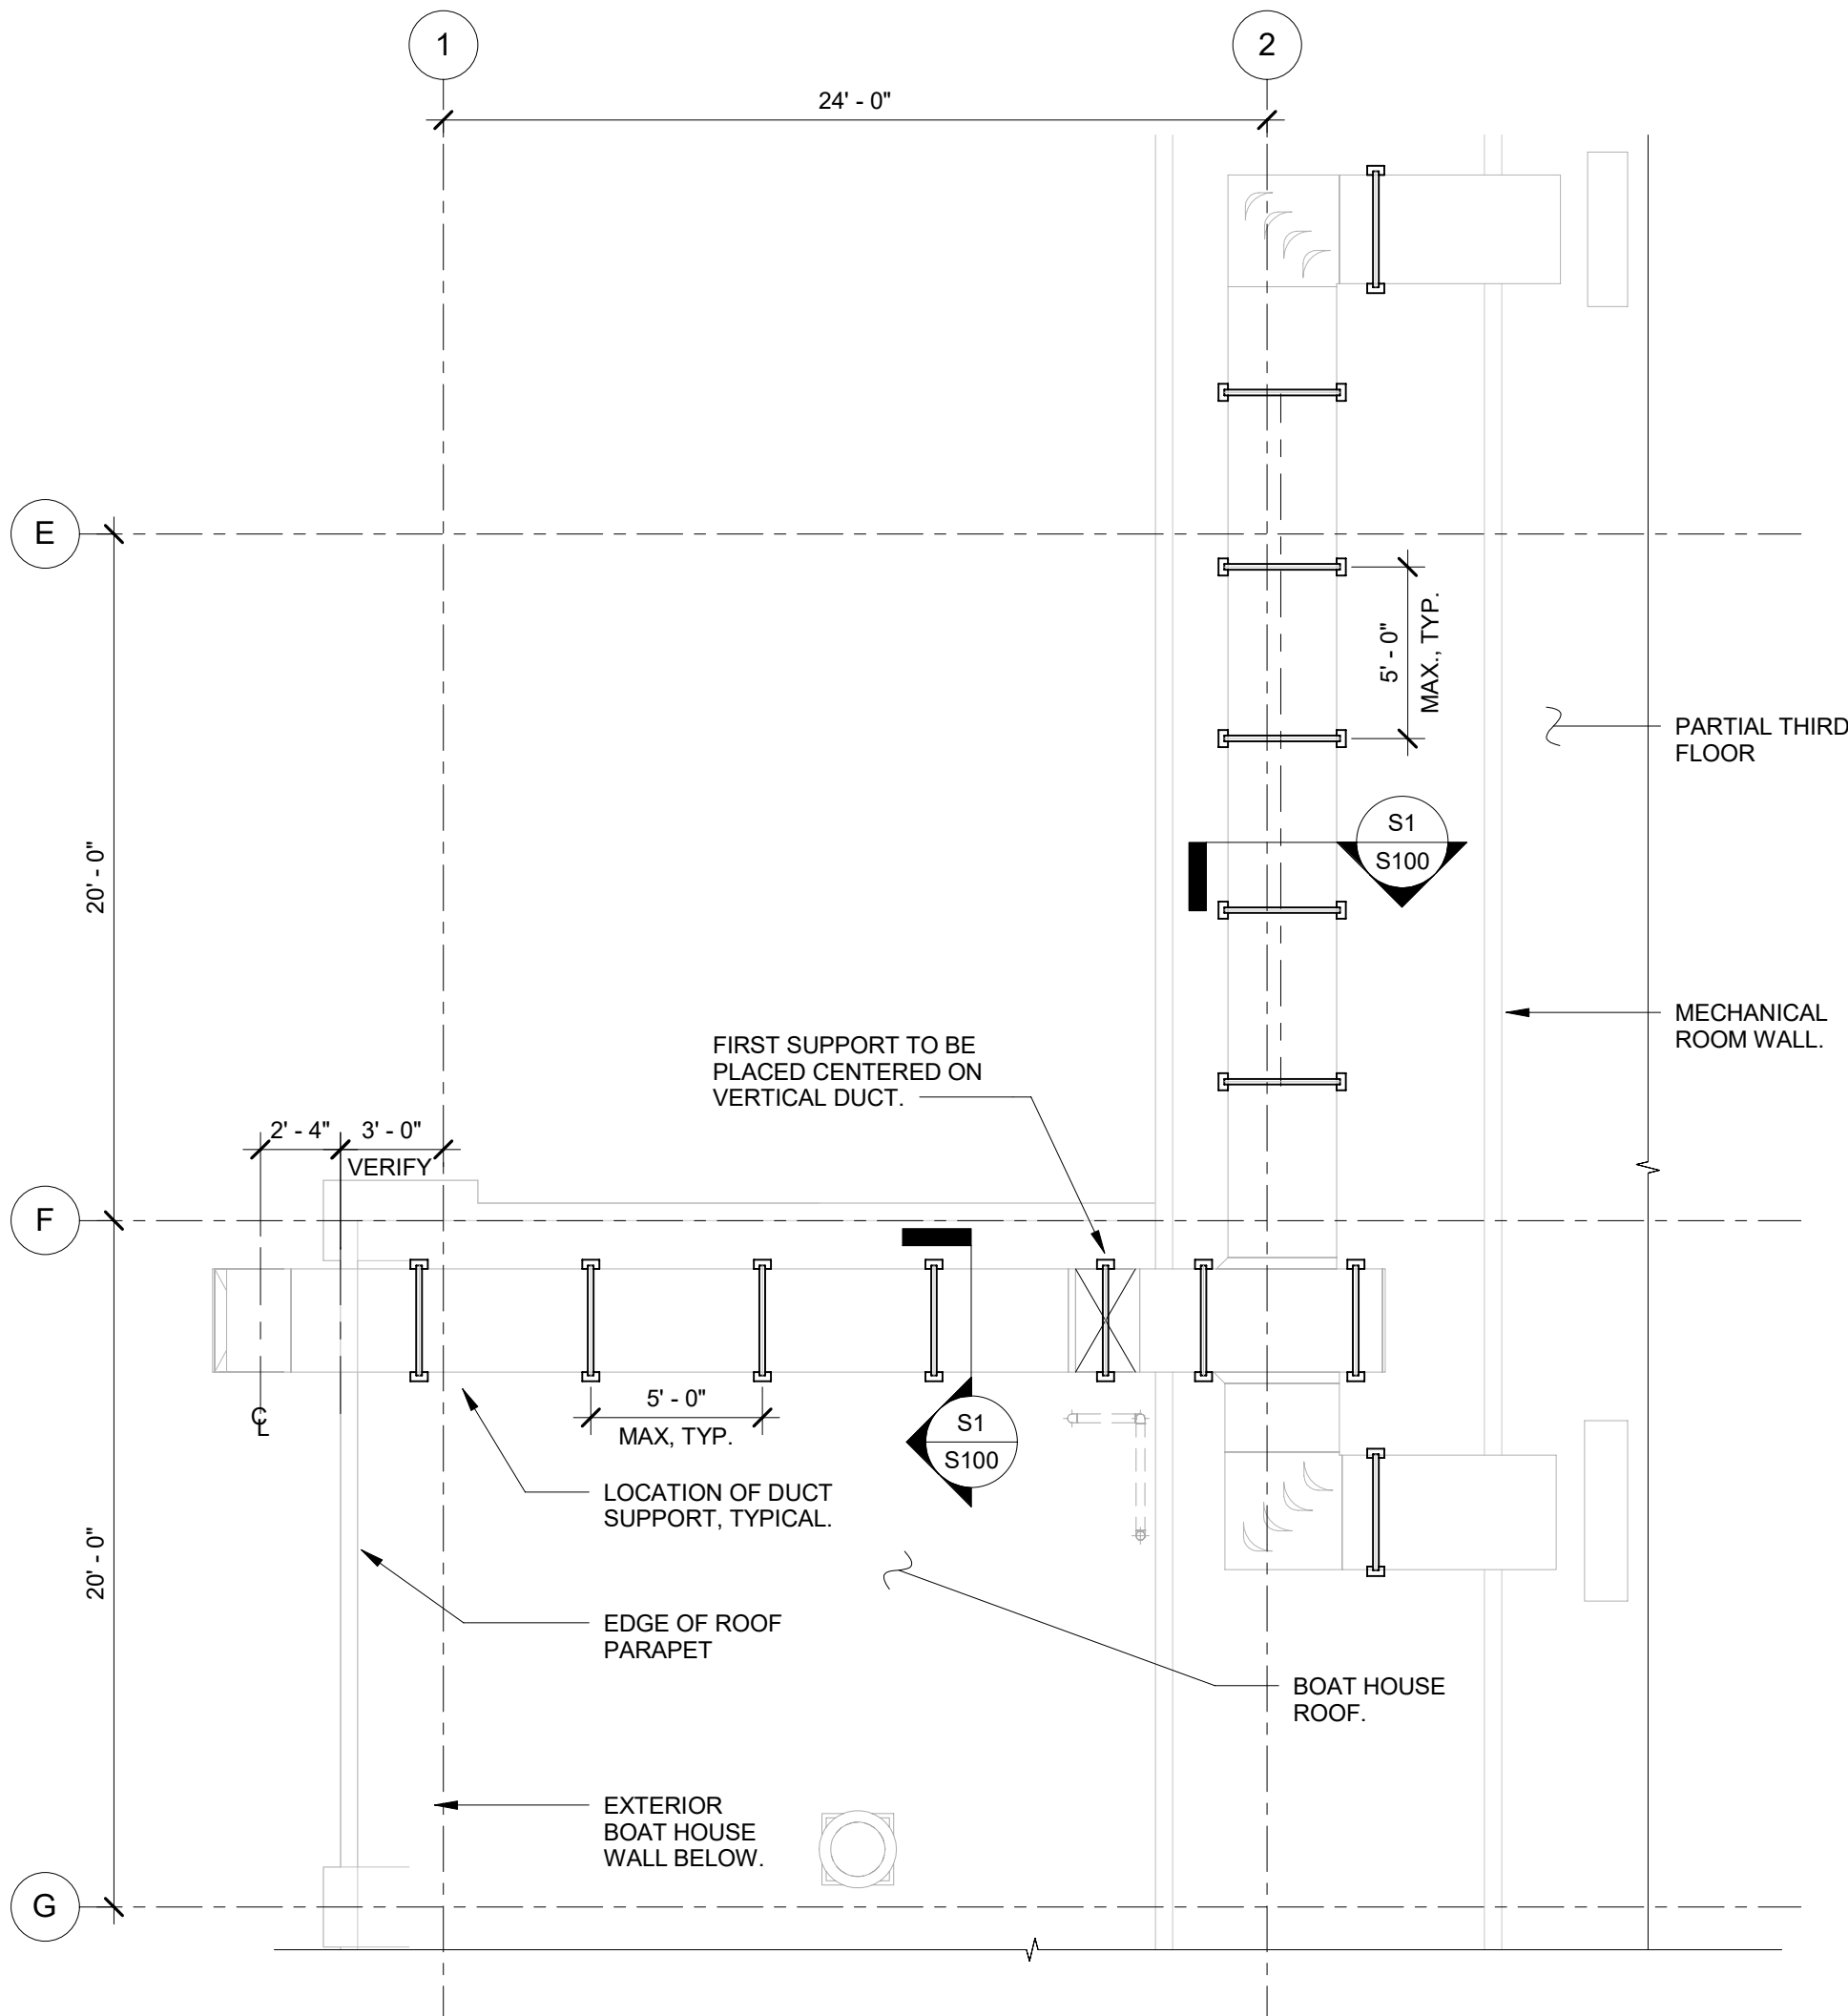 1
2
24' - 0"
E
5' - 0"
MAX., TYP.
PARTIAL THIRD
FLOOR
20' - 0"
S1
S100
MECHANICAL
ROOM WALL.
FIRST SUPPORT TO BE
PLACED CENTERED ON
VERTICAL DUCT.
2' - 4"
3' - 0"
VERIFY
F
CL
5' - 0"
MAX, TYP.
S1
S100
LOCATION OF DUCT
SUPPORT, TYPICAL.
20' - 0"
EDGE OF ROOF
PARAPET
BOAT HOUSE
ROOF.
EXTERIOR
BOAT HOUSE
WALL BELOW.
G